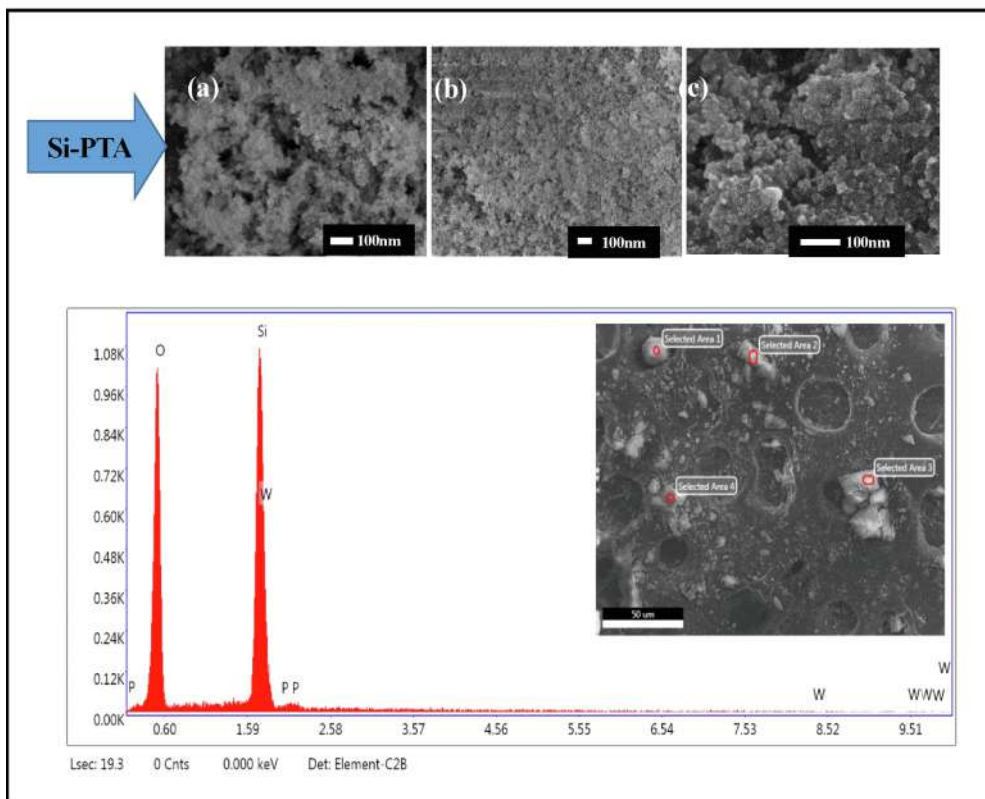 Si-PTA
(a)
(b)
(c)
100nm
100nm
100nm
Si
O
W
P
P P
W
W
W W W
1.08K
0.96K
0.84K
0.72K
0.60K
0.48K
0.36K
0.24K
0.12K
0.00K
0.60 1.59 2.58 3.57 4.56 5.55 6.54 7.53 8.52 9.51
Selected Area 1
Selected Area 2
Selected Area 3
Selected Area 4
50 um
Lsec: 19.3 0 Cnts 0.000 keV Det: Element-C2B